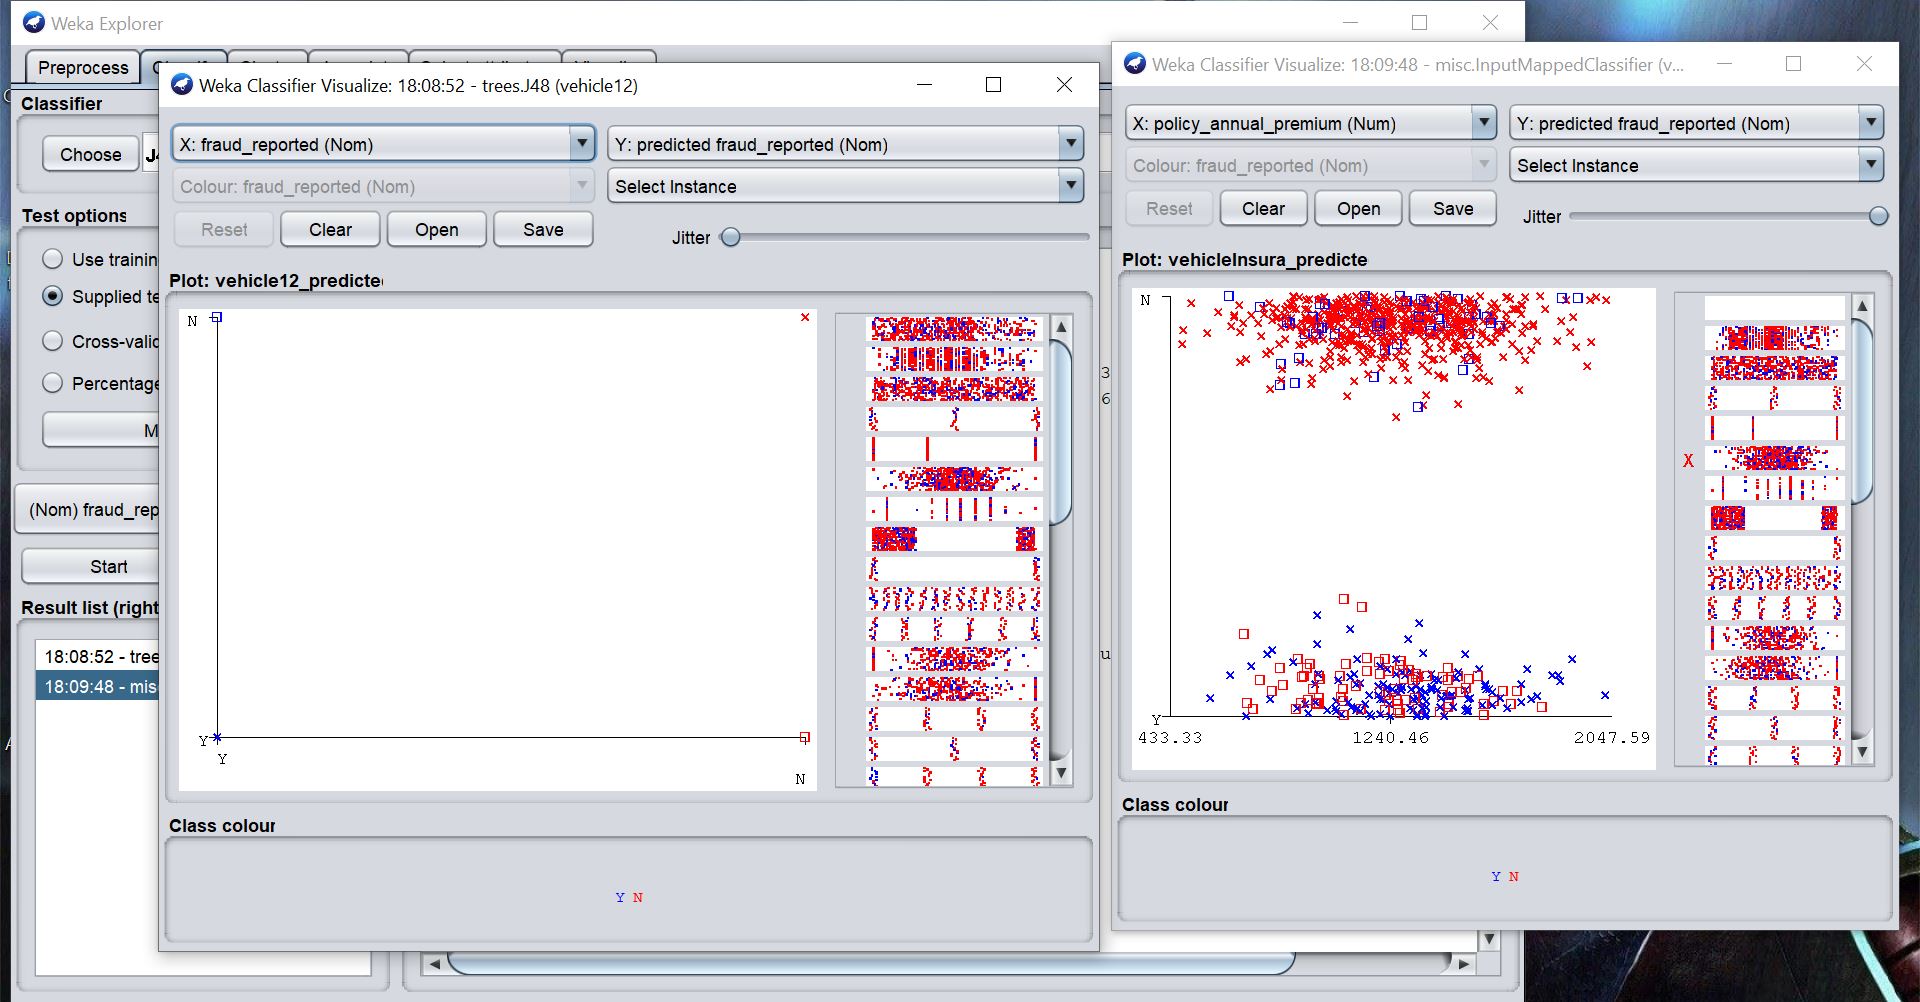 Weka Explorer
Preprocess
Classifier
Choose
Test options
Use trainin
Supplied te
Cross-valid
Percentage
M
(Nom) fraud_rep
Start
Result list (right
18:08:52 - tree
18:09:48 - mis
Weka Classifier Visualize: 18:08:52 - trees.J48 (vehicle12)
X: fraud_reported (Nom)
Y: predicted fraud_reported (Nom)
Colour: fraud_reported (Nom)
Select Instance
Reset
Clear
Open
Save
Jitter
Plot: vehicle12_predicted
N
Y
Y
N
Class colour
Y N
3
6
u
Weka Classifier Visualize: 18:09:48 - misc.InputMappedClassifier (v...
X: policy_annual_premium (Num)
Y: predicted fraud_reported (Nom)
Colour: fraud_reported (Nom)
Select Instance
Reset
Clear
Open
Save
Jitter
Plot: vehicleInsura_predicte
N
X
Y
433.33
1240.46
2047.59
Class colour
Y N